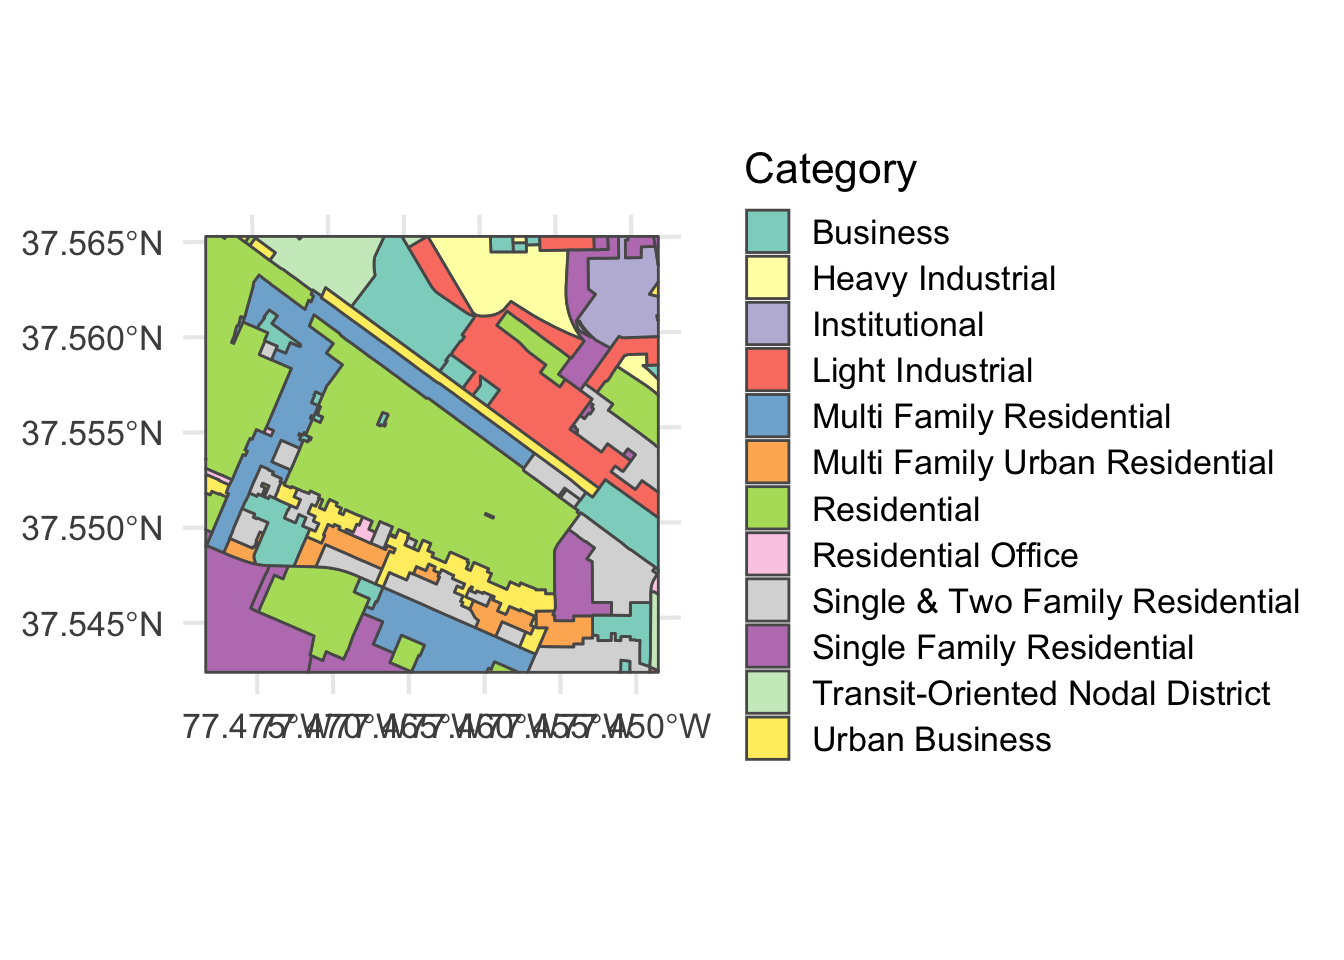 Category
Business
Heavy Industrial
Institutional
Light Industrial
Multi Family Residential
Multi Family Urban Residential
Residential
Residential Office
Single & Two Family Residential
Single Family Residential
Transit-Oriented Nodal District
Urban Business
37.565°N
37.560°N
37.555°N
37.550°N
37.545°N
77.475°W 77.470°W 77.465°W 77.460°W 77.455°W 77.450°W